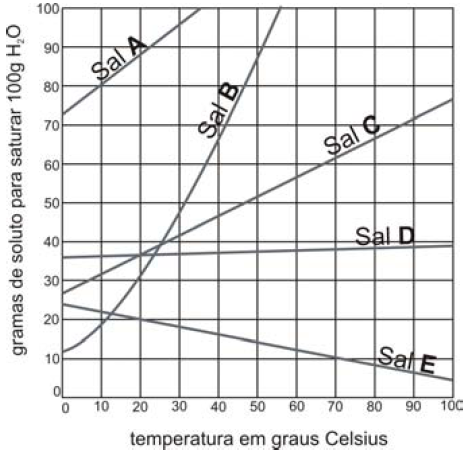 gramas de soluto para saturar 100g H₂O
100
90
80
70
60
50
40
30
20
10
0
Sal A
Sal B
Sal C
Sal D
Sal E
0 10 20 30 40 50 60 70 80 90 100
temperatura em graus Celsius